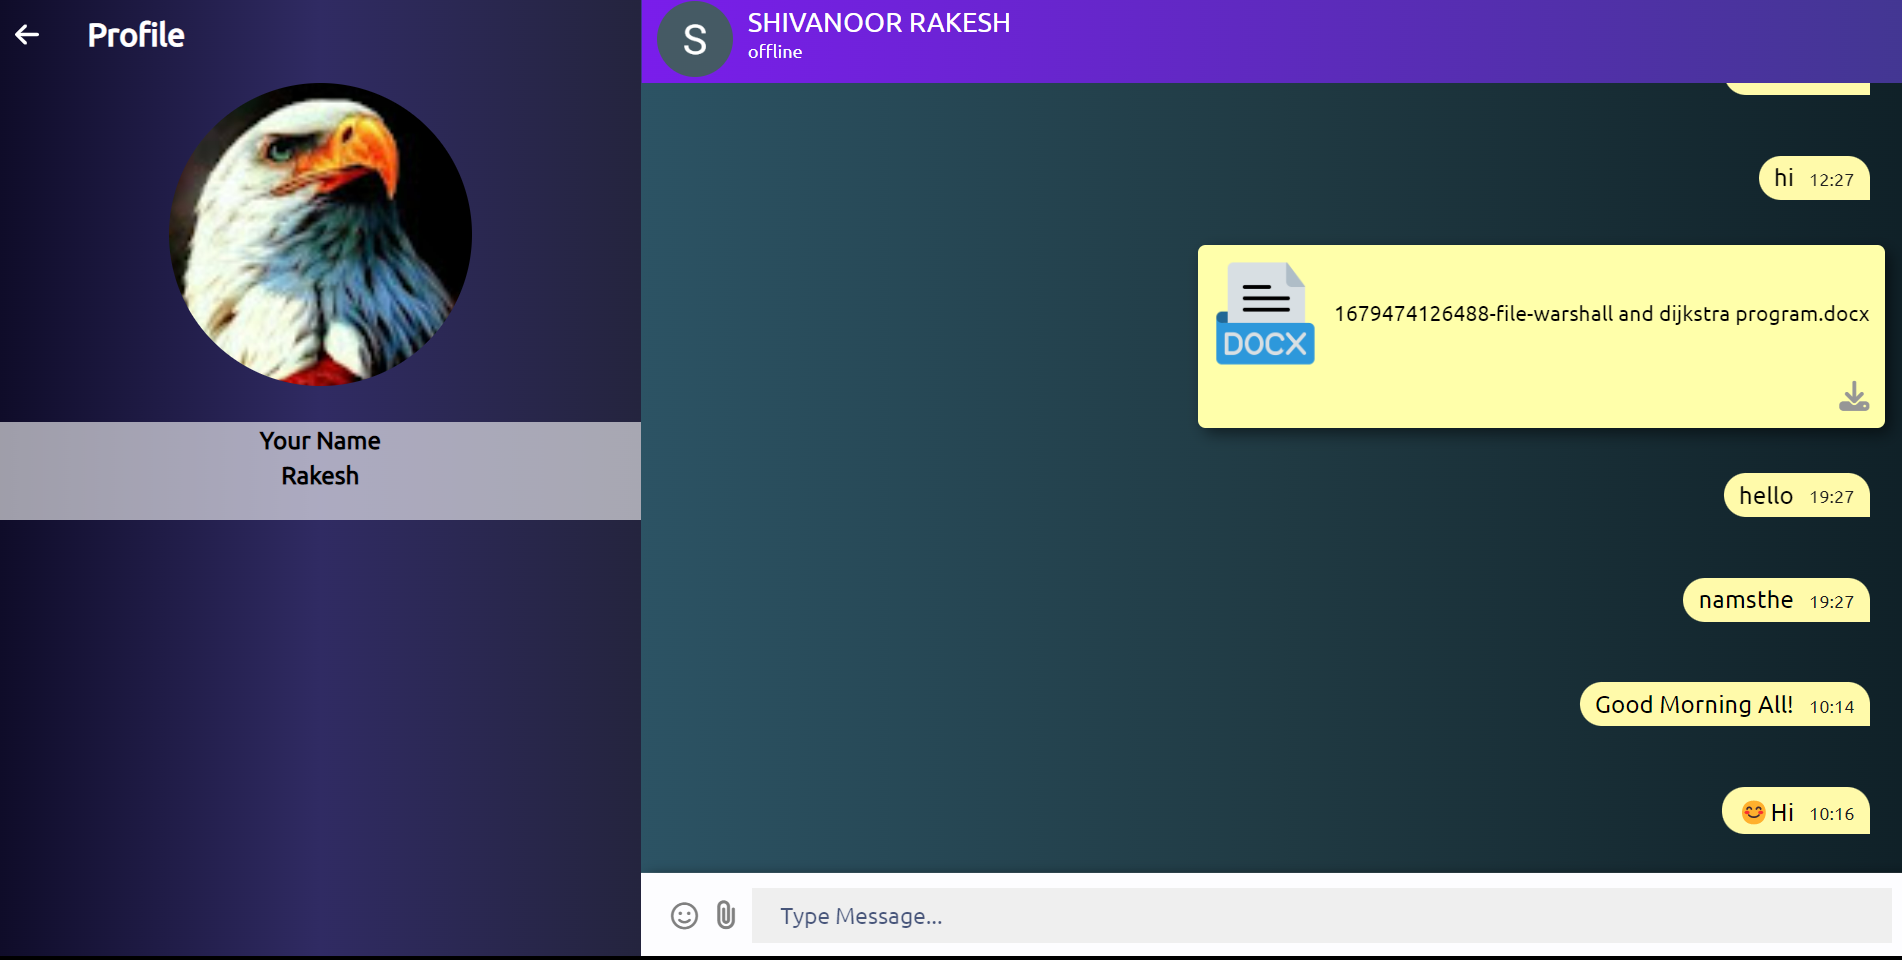 Profile
Your Name
Rakesh
S
SHIVANOOR RAKESH
offline
hi 12:27
DOCX
1679474126488-file-warshall and dijkstra program.docx
hello 19:27
namsthe 19:27
Good Morning All! 10:14
😊Hi 10:16
Type Message...